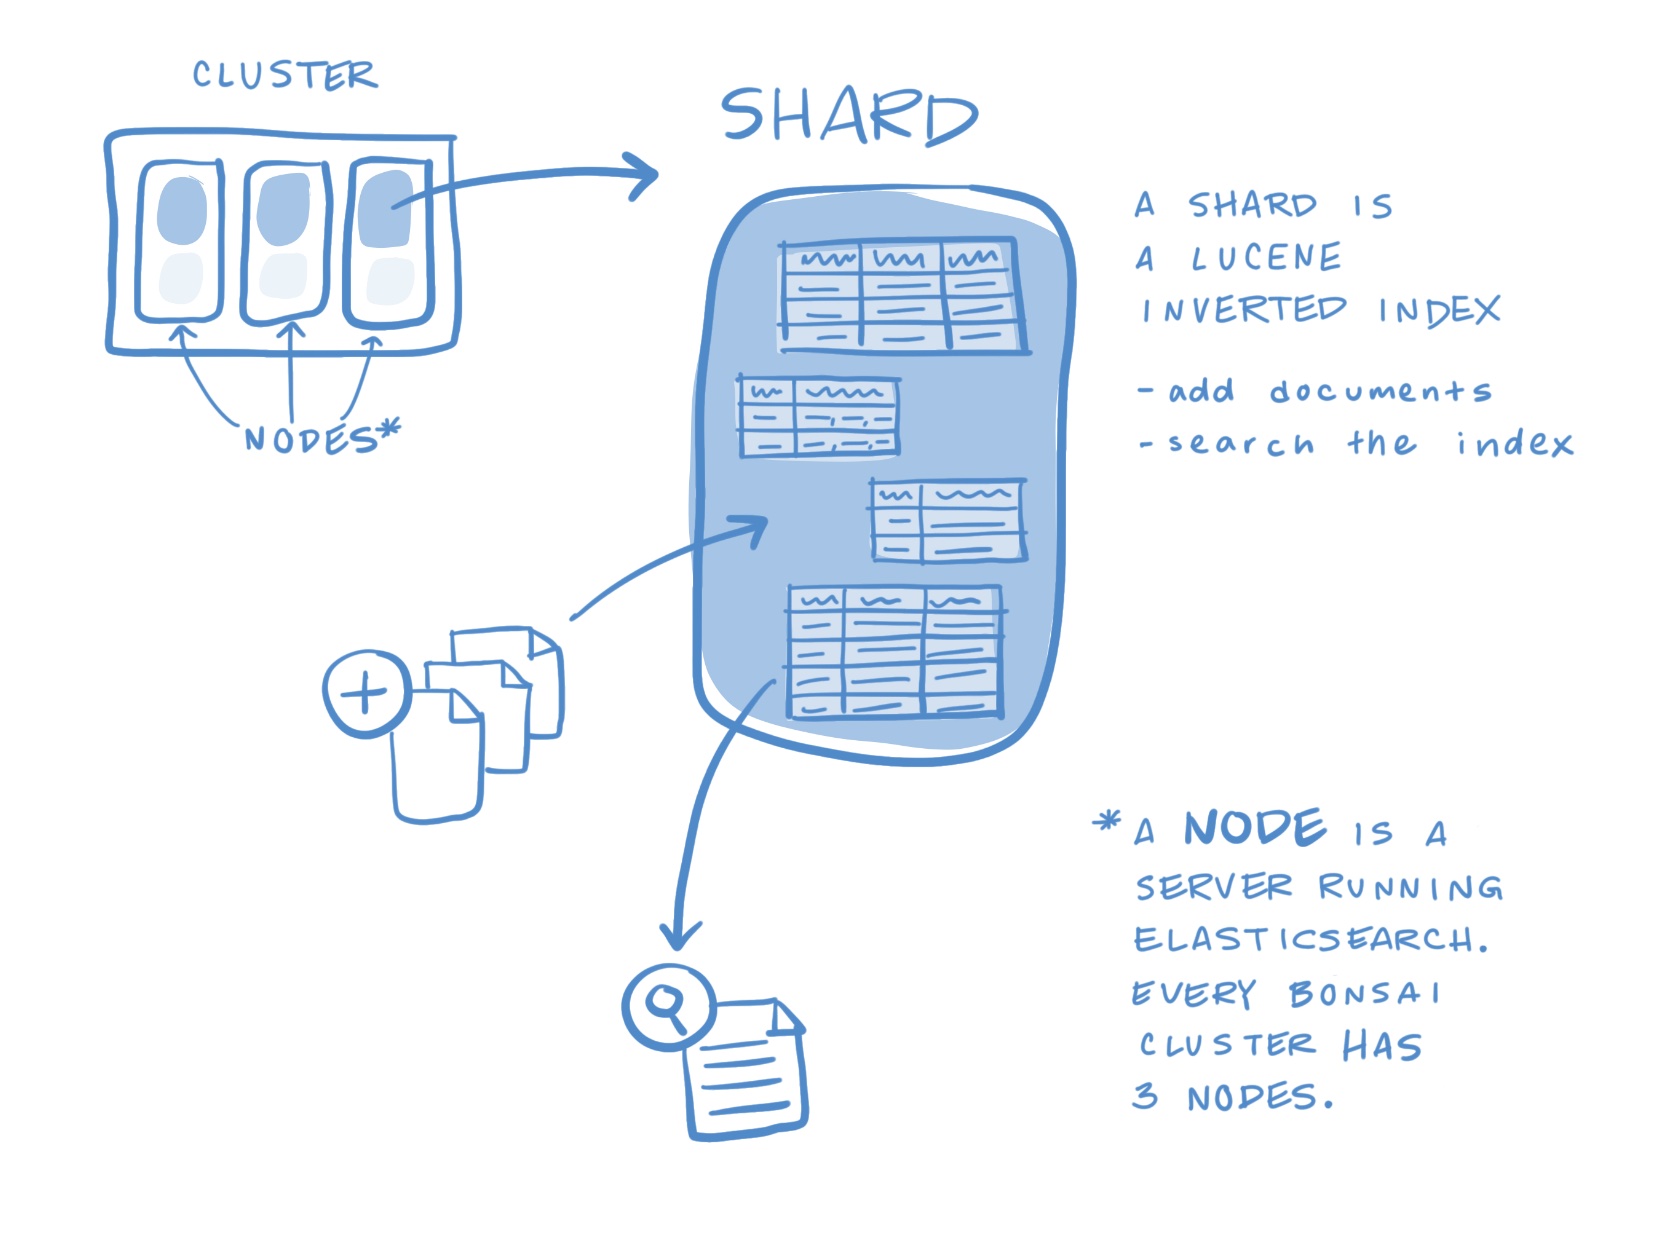 CLUSTER
SHARD
NODES*
A SHARD IS
A LUCENE
INVERTED INDEX
- add documents
- search the index
* A NODE IS A
SERVER RUNNING
ELASTICSEARCH.
EVERY BONSAI
CLUSTER HAS
3 NODES.